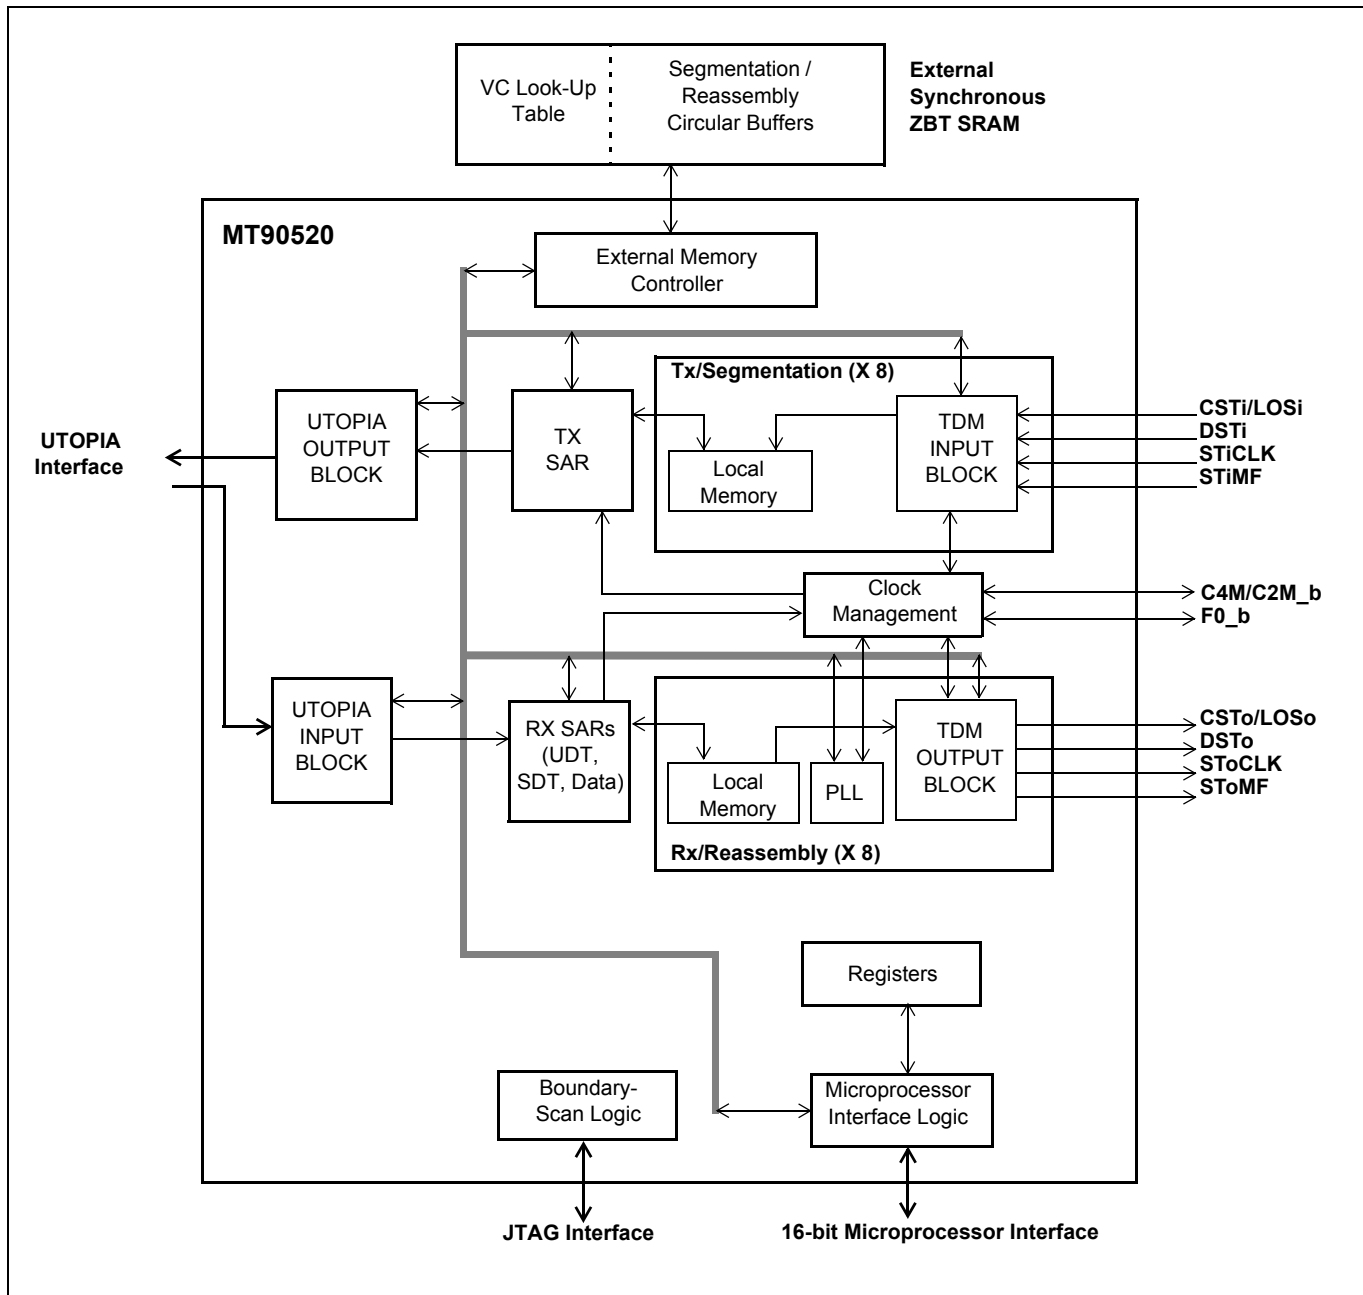 VC Look-Up
Table
Segmentation /
Reassembly
Circular Buffers
External
Synchronous
ZBT SRAM
MT90520
External Memory
Controller
Tx/Segmentation (X 8)
UTOPIA
OUTPUT
BLOCK
TX
SAR
Local
Memory
TDM
INPUT
BLOCK
CSTi/LOSi
DSTi
STiCLK
STiMF
UTOPIA
Interface
Clock
Management
C4M/C2M_b
F0_b
UTOPIA
INPUT
BLOCK
RX SARs
(UDT,
SDT, Data)
Local
Memory
PLL
TDM
OUTPUT
BLOCK
CSTo/LOSo
DSTo
SToCLK
SToMF
Rx/Reassembly (X 8)
Registers
Boundary-
Scan Logic
Microprocessor
Interface Logic
JTAG Interface
16-bit Microprocessor Interface